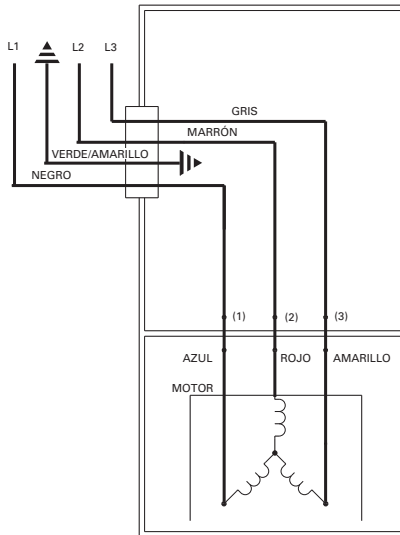 L1
L2
L3
GRIS
MARRÓN
VERDE/AMARILLO
NEGRO
(1)
(2)
(3)
AZUL
ROJO
AMARILLO
MOTOR